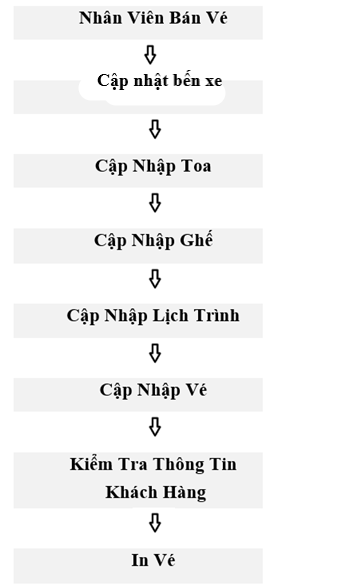 Nhân Viên Bán Vé
Cập nhật bến xe
Cập Nhập Toa
Cập Nhập Ghế
Cập Nhập Lịch Trình
Cập Nhập Vé
Kiểm Tra Thông Tin
Khách Hàng
In Vé